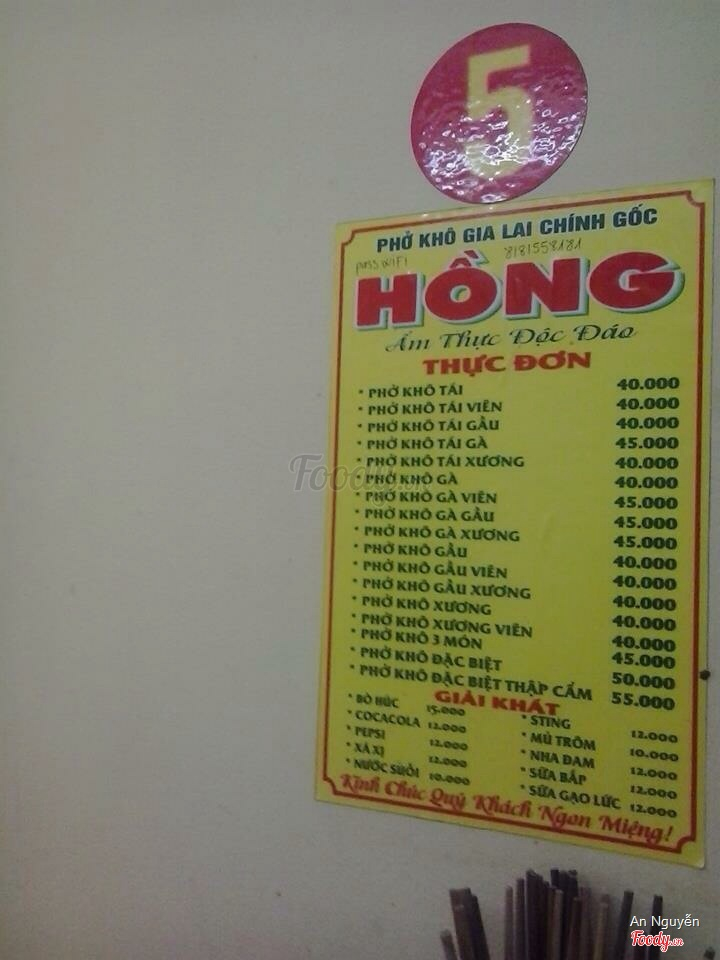 5
PHỞ KHÔ GIA LAI CHÍNH GỐC
pass WIFI 8181558181
HỒNG
Ẩm Thực Độc Đáo
THỰC ĐƠN
* PHỞ KHÔ TÁI 40.000
* PHỞ KHÔ TÁI VIÊN 40.000
* PHỞ KHÔ TÁI GẦU 40.000
* PHỞ KHÔ TÁI GÀ 45.000
* PHỞ KHÔ TÁI XƯƠNG 40.000
* PHỞ KHÔ GÀ 40.000
* PHỞ KHÔ GÀ VIÊN 45.000
* PHỞ KHÔ GÀ GẦU 45.000
* PHỞ KHÔ GÀ XƯƠNG 45.000
* PHỞ KHÔ GẦU 40.000
* PHỞ KHÔ GẦU VIÊN 40.000
* PHỞ KHÔ GẦU XƯƠNG 40.000
* PHỞ KHÔ XƯƠNG 40.000
* PHỞ KHÔ XƯƠNG VIÊN 40.000
* PHỞ KHÔ 3 MÓN 45.000
* PHỞ KHÔ ĐẶC BIỆT 50.000
* PHỞ KHÔ ĐẶC BIỆT THẬP CẨM 55.000
GIẢI KHÁT
* BÒ HÚC 15.000 * STING 12.000
* COCACOLA 12.000 * MỦ TRÔM 10.000
* PEPSI 12.000 * NHA ĐAM 12.000
* XÁ XỊ 12.000 * SỮA BẮP 12.000
* NƯỚC SUỐI 10.000 * SỮA GẠO LỨC 12.000
Kính Chúc Quý Khách Ngon Miệng!
Foody.vn
An Nguyễn
Foody.vn